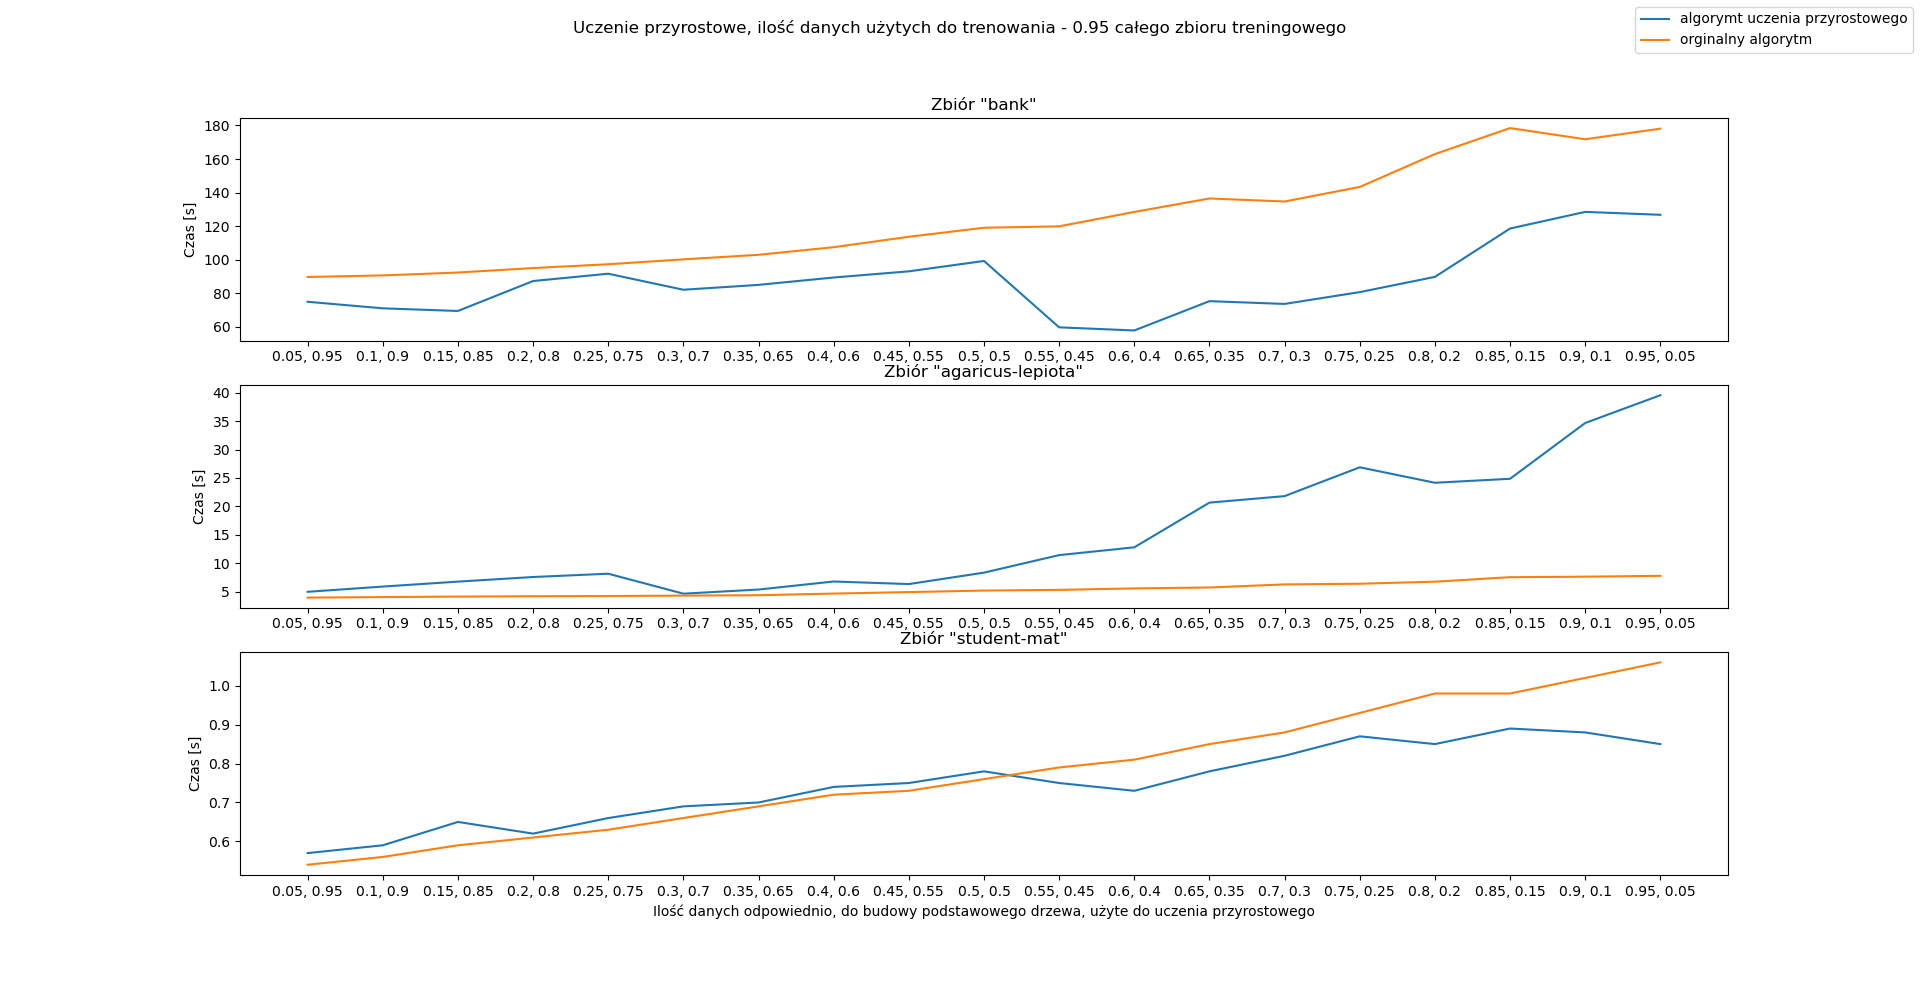 Uczenie przyrostowe, ilość danych użytych do trenowania - 0.95 całego zbioru treningowego
algorymt uczenia przyrostowego
orginalny algorytm
Zbiór "bank"
180
160
140
120
100
80
60
Czas [s]
0.05, 0.95 0.1, 0.9 0.15, 0.85 0.2, 0.8 0.25, 0.75 0.3, 0.7 0.35, 0.65 0.4, 0.6 0.45, 0.55 0.5, 0.5 0.55, 0.45 0.6, 0.4 0.65, 0.35 0.7, 0.3 0.75, 0.25 0.8, 0.2 0.85, 0.15 0.9, 0.1 0.95, 0.05
Zbiór "agaricus-lepiota"
40
35
30
25
20
15
10
5
Czas [s]
0.05, 0.95 0.1, 0.9 0.15, 0.85 0.2, 0.8 0.25, 0.75 0.3, 0.7 0.35, 0.65 0.4, 0.6 0.45, 0.55 0.5, 0.5 0.55, 0.45 0.6, 0.4 0.65, 0.35 0.7, 0.3 0.75, 0.25 0.8, 0.2 0.85, 0.15 0.9, 0.1 0.95, 0.05
Zbiór "student-mat"
1.0
0.9
0.8
0.7
0.6
Czas [s]
0.05, 0.95 0.1, 0.9 0.15, 0.85 0.2, 0.8 0.25, 0.75 0.3, 0.7 0.35, 0.65 0.4, 0.6 0.45, 0.55 0.5, 0.5 0.55, 0.45 0.6, 0.4 0.65, 0.35 0.7, 0.3 0.75, 0.25 0.8, 0.2 0.85, 0.15 0.9, 0.1 0.95, 0.05
Ilość danych odpowiednio, do budowy podstawowego drzewa, użyte do uczenia przyrostowego